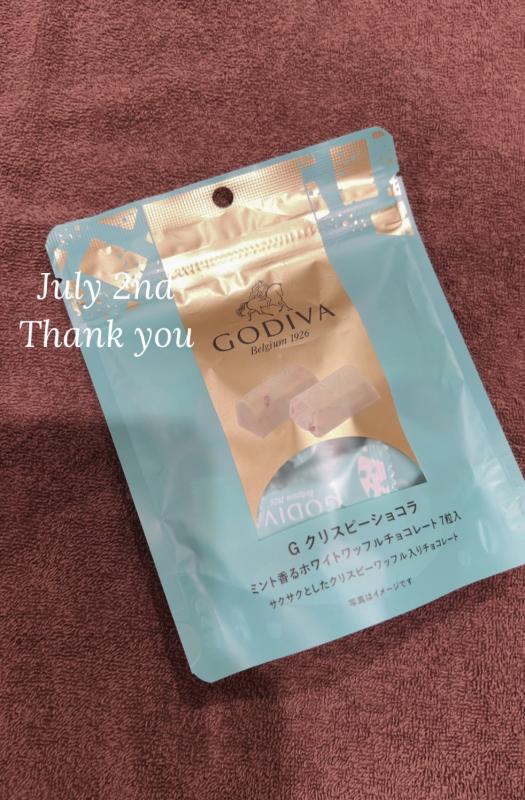 July 2nd
Thank you
GODIVA
Belgium 1926
GODIVA
Belgium 1926
G クリスピーショコラ
ミント香るホワイトワッフルチョコレート 7粒入
サクサクとしたクリスピーワッフル入りチョコレート
写真はイメージです